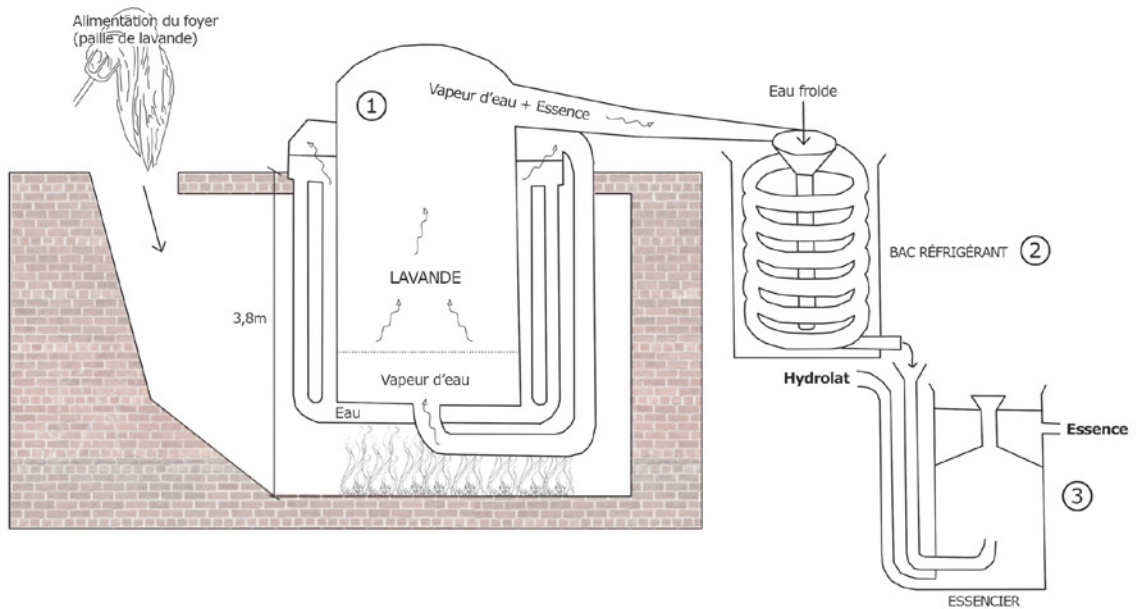 Alimentation du foyer
(paille de lavande)
1
Vapeur d'eau + Essence
Eau froide
BAC RÉFRIGÉRANT 2
LAVANDE
3,8m
Vapeur d'eau
Eau
Hydrolat
Essence
3
ESSENCIER